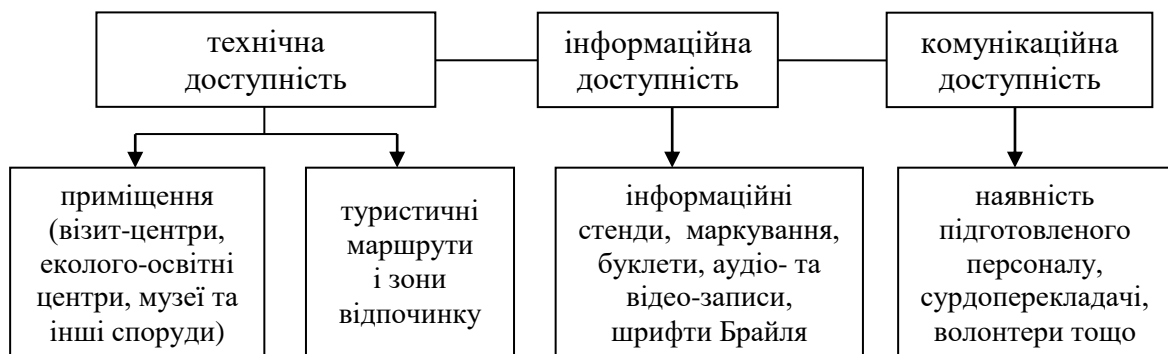 технічна
доступність
інформаційна
доступність
комунікаційна
доступність
приміщення
(візит-центри,
еколого-освітні
центри, музеї та
інші споруди)
туристичні
маршрути
і зони
відпочинку
інформаційні
стенди, маркування,
буклети, аудіо- та
відео-записи,
шрифти Брайля
наявність
підготовленого
персоналу,
сурдоперекладачі,
волонтери тощо